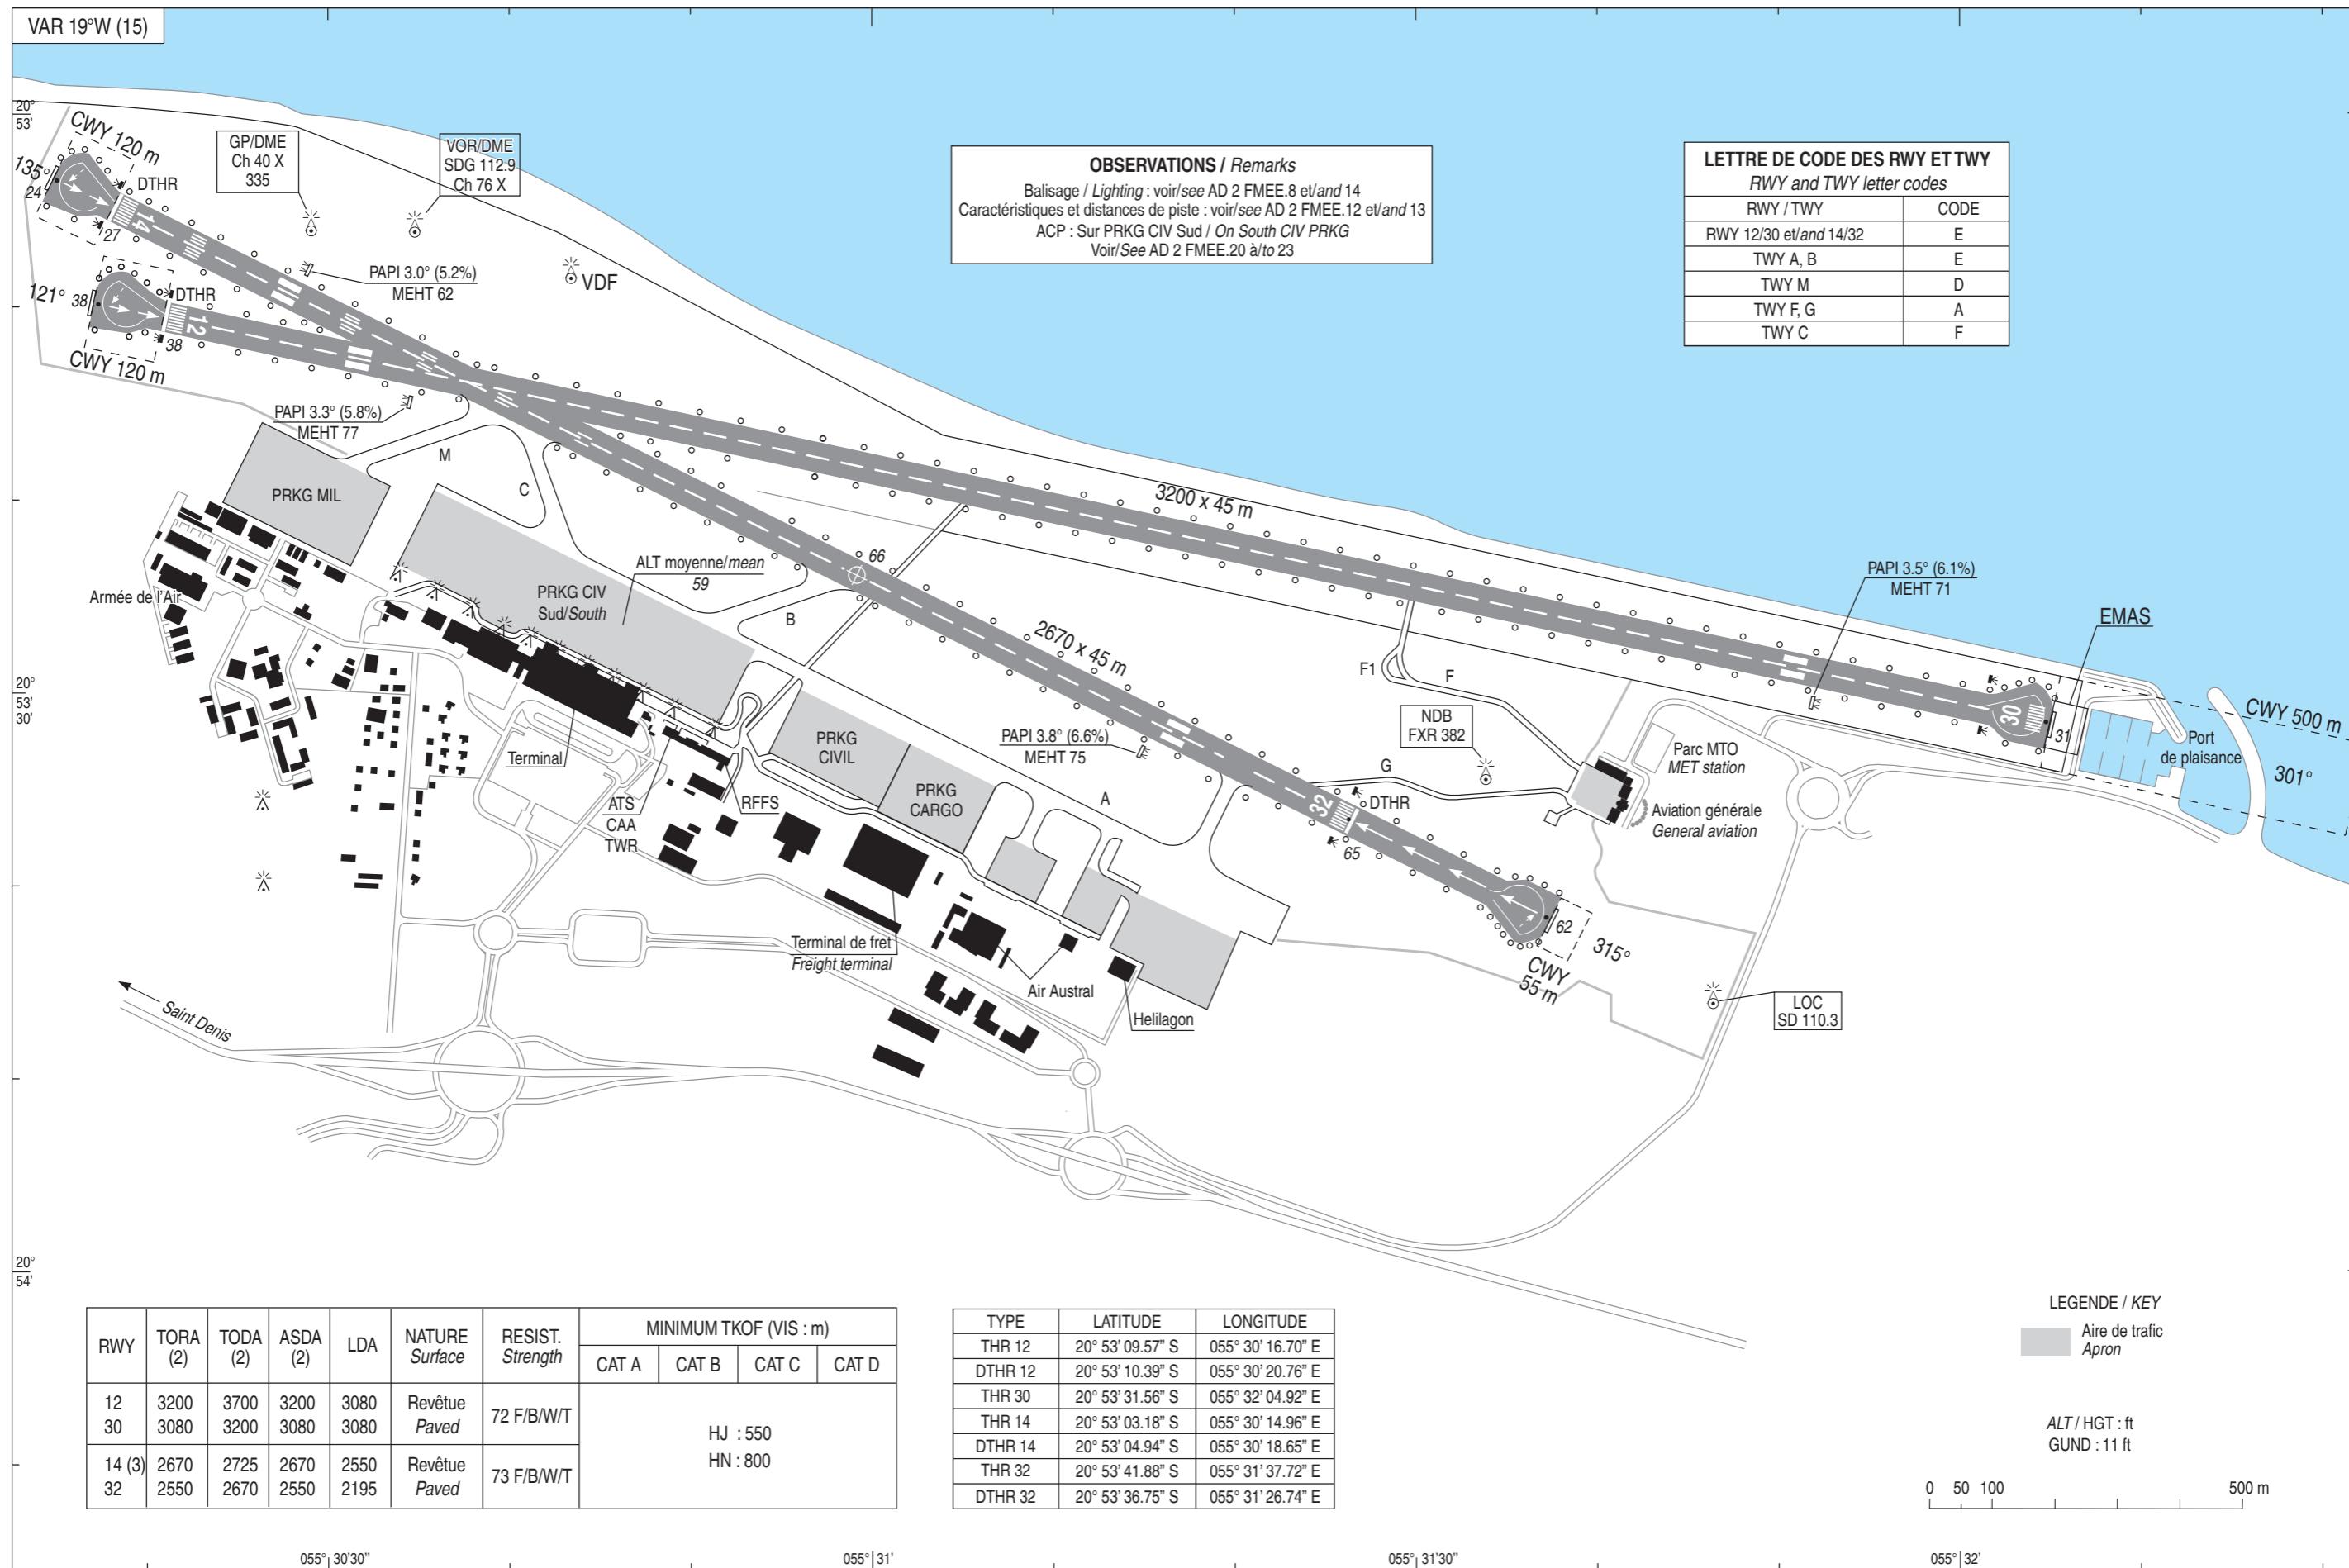 VAR 19°W (15)
20°
53'
CWY 120 m
135°
24
DTHR
14
27
GP/DME
Ch 40 X
335
VOR/DME
SDG 112.9
Ch 76 X
VDF
PAPI 3.0° (5.2%)
MEHT 62
121°
38
DTHR
12
38
CWY 120 m
PAPI 3.3° (5.8%)
MEHT 77
OBSERVATIONS / Remarks
Balisage / Lighting : voir/see AD 2 FMEE.8 et/and 14
Caractéristiques et distances de piste : voir/see AD 2 FMEE.12 et/and 13
ACP : Sur PRKG CIV Sud / On South CIV PRKG
Voir/See AD 2 FMEE.20 à/to 23
LETTRE DE CODE DES RWY ET TWY
RWY and TWY letter codes
RWY / TWY CODE
RWY 12/30 et/and 14/32 E
TWY A, B E
TWY M D
TWY F, G A
TWY C F
M
C
PRKG MIL
Armée de l'Air
PRKG CIV
Sud/South
ALT moyenne/mean
59
66
B
3200 x 45 m
2670 x 45 m
F1
F
PAPI 3.5° (6.1%)
MEHT 71
EMAS
30
31
CWY 500 m
301°
Port
de plaisance
20°
53'
30'
Terminal
ATS
CAA
TWR
RFFS
PRKG
CIVIL
PRKG
CARGO
A
PAPI 3.8° (6.6%)
MEHT 75
NDB
FXR 382
G
32
DTHR
65
Parc MTO
MET station
Aviation générale
General aviation
62
315°
CWY
55 m
LOC
SD 110.3
Terminal de fret
Freight terminal
Air Austral
Helilagon
Saint Denis
20°
54'
RWY TORA (2) TODA (2) ASDA (2) LDA NATURE Surface RESIST. Strength MINIMUM TKOF (VIS : m)
CAT A CAT B CAT C CAT D
12 3200 3700 3200 3080 Revêtue 72 F/B/W/T
30 3080 3200 3080 3080 Paved
14 (3) 2670 2725 2670 2550 Revêtue 73 F/B/W/T
32 2550 2670 2550 2195 Paved
HJ : 550
HN : 800
TYPE LATITUDE LONGITUDE
THR 12 20° 53' 09.57" S 055° 30' 16.70" E
DTHR 12 20° 53' 10.39" S 055° 30' 20.76" E
THR 30 20° 53' 31.56" S 055° 32' 04.92" E
THR 14 20° 53' 03.18" S 055° 30' 14.96" E
DTHR 14 20° 53' 04.94" S 055° 30' 18.65" E
THR 32 20° 53' 41.88" S 055° 31' 37.72" E
DTHR 32 20° 53' 36.75" S 055° 31' 26.74" E
LEGENDE / KEY
Aire de trafic
Apron
ALT / HGT : ft
GUND : 11 ft
0 50 100 500 m
055° 30'30" 055° 31' 055° 31'30" 055° 32'